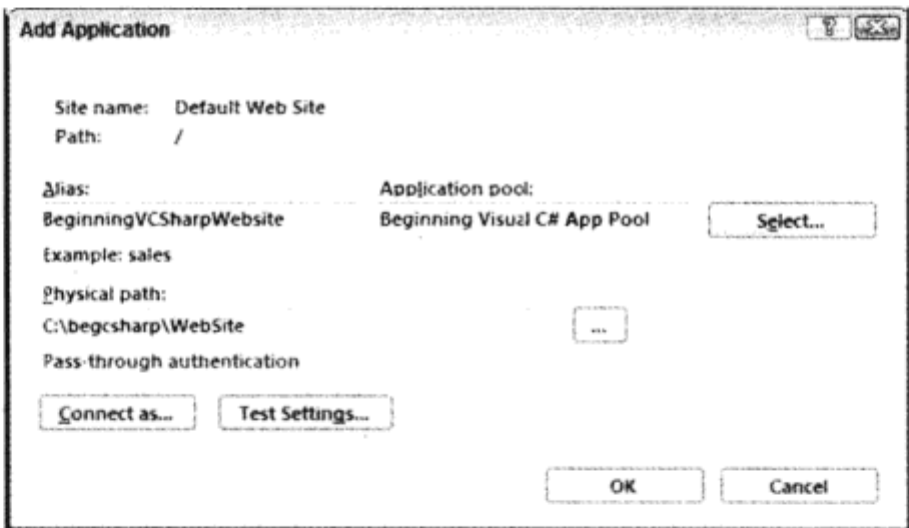 Add Application
Site name: Default Web Site
Path: /
Alias: Application pool:
BeginningVCSharpWebsite Beginning Visual C# App Pool Select...
Example: sales
Physical path:
C:\begcsharp\WebSite ...
Pass-through authentication
Connect as... Test Settings...
OK Cancel